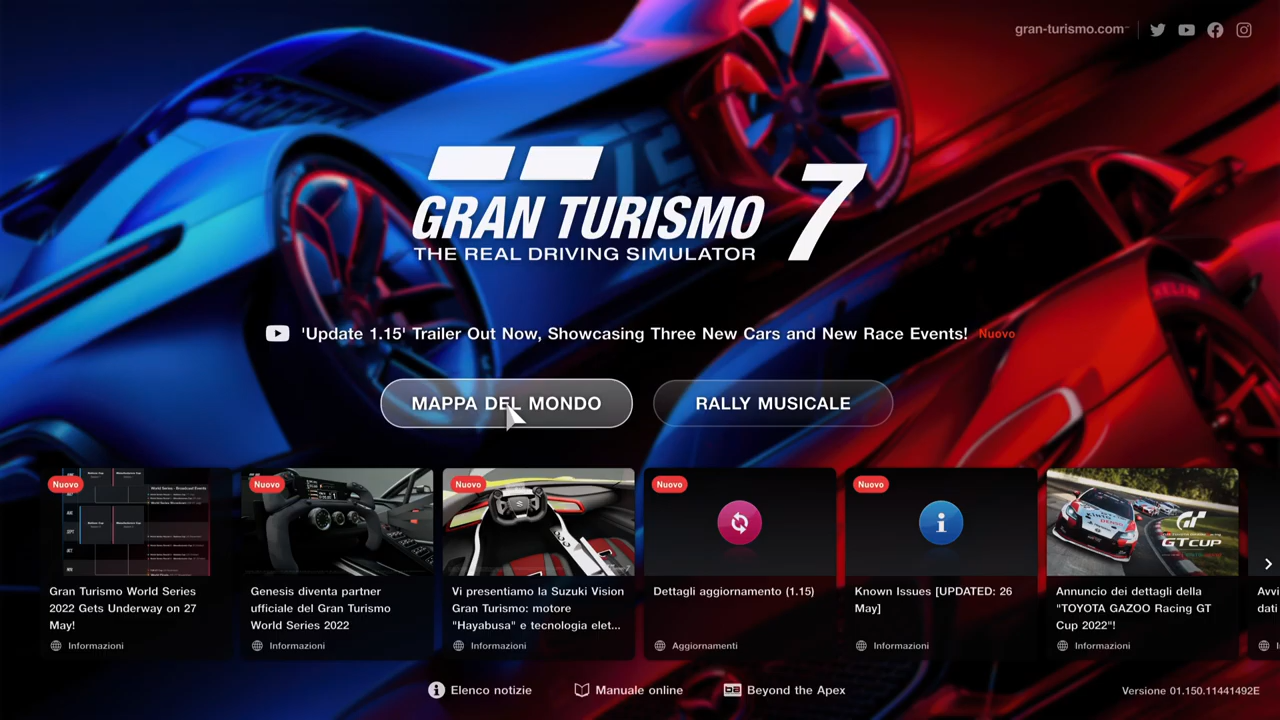 gran-turismo.com
GRAN TURISMO 7
THE REAL DRIVING SIMULATOR
'Update 1.15' Trailer Out Now, Showcasing Three New Cars and New Race Events! Nuovo
MAPPA DEL MONDO
RALLY MUSICALE
Nuovo
Gran Turismo World Series
2022 Gets Underway on 27
May!
Informazioni
Nuovo
Genesis diventa partner
ufficiale del Gran Turismo
World Series 2022
Informazioni
Nuovo
Vi presentiamo la Suzuki Vision
Gran Turismo: motore
"Hayabusa" e tecnologia elet...
Informazioni
Nuovo
Dettagli aggiornamento (1.15)
Aggiornamenti
Nuovo
Known Issues [UPDATED: 26
May]
Informazioni
GT CUP
Annuncio dei dettagli della
"TOYOTA GAZOO Racing GT
Cup 2022"!
Informazioni
Avvi
dati
Elenco notizie
Manuale online
Beyond the Apex
Versione 01.150.11441492E